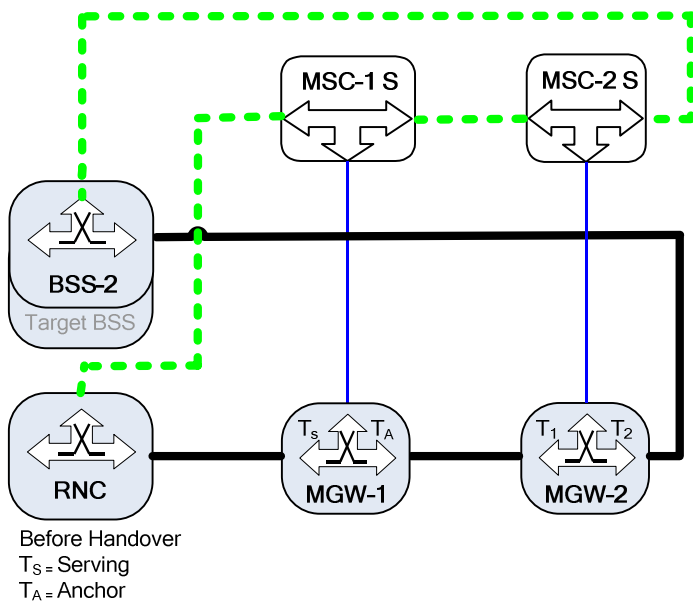 MSC-1 S
MSC-2 S
BSS-2
Target BSS
Ts TA
T1 T2
RNC
MGW-1
MGW-2
Before Handover
TS = Serving
TA = Anchor